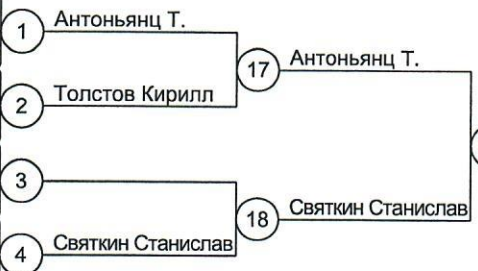 1 Антоньянц Т.
17 Антоньянц Т.
2 Толстов Кирилл
3
18 Святкин Станислав
4 Святкин Станислав